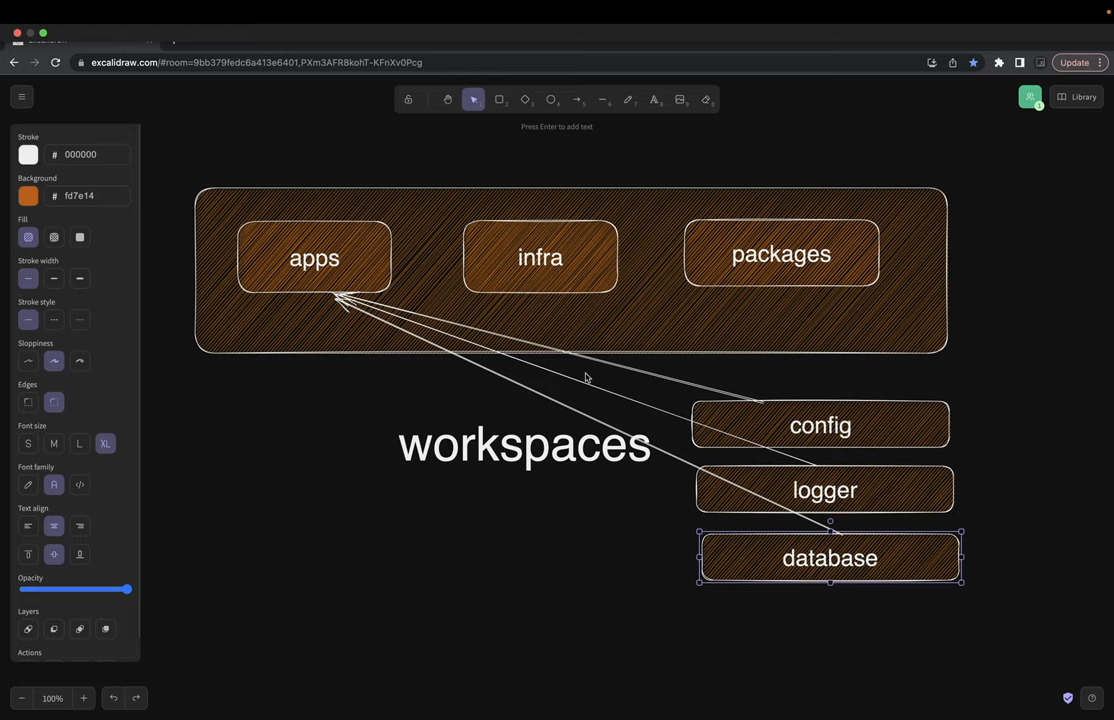 excalidraw.com/#room=9bb379fedc6a413e6401,PXm3AFR8kohT-KFnXv0Pcg
Update
Library
Press Enter to add text
Stroke
# 000000
Background
# fd7e14
Fill
Stroke width
Stroke style
Sloppiness
Edges
Font size
S M L XL
Font family
Text align
Opacity
Layers
Actions
100%
apps
infra
packages
config
workspaces
logger
database